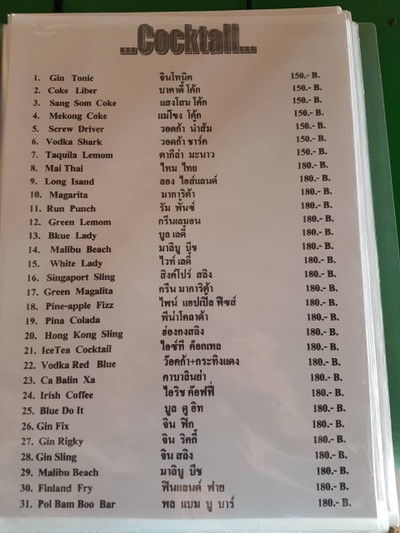 ...Cocktail...
1. Gin Tonic จินโทนิค 150.- B.
2. Coke Liber บาคาดี้ โค้ก 150.- B.
3. Sang Som Coke แสงโสม โค้ก 150.- B.
4. Mekong Coke แม่โขง โค้ก 150.- B.
5. Screw Driver วอดก้า น้ำส้ม 150.- B.
6. Vodka Shark วอดก้า ชาร์ค 150.- B.
7. Taquila Lemom ตากีล่า มะนาว 150.- B.
8. Mai Thai ไหม ไทย 180.- B.
9. Long Isand ลอง ไอส์แลนด์ 180.- B.
10. Magarita มาการิต้า 180.- B.
11. Run Punch รัม พั้นซ์ 180.- B.
12. Green Lemom กรีนเลมอน 180.- B.
13. Bkue Lady บูล เลดี้ 180.- B.
14. Malibu Beach มาลิบู บีช 180.- B.
15. White Lady ไวท์ เลดี้ 180.- B.
16. Singaport Sling สิงค์โปร์ สลิง 180.- B.
17. Green Magalita กรีน มาการิต้า 180.- B.
18. Pine-apple Fizz ไพน์ แอปเปิล ฟีซส์ 180.- B.
19. Pina Colada พีน่าโคลาด้า 180.- B.
20. Hong Kong Sling ฮ่องกงสลิง 180.- B.
21. IceTea Cocktail ไอซ์ที ค็อกเทล 180.- B.
22. Vodka Red Blue ว๊อดก้า+กระทิงแดง 180.- B.
23. Ca Balin Xa คาบาลินย่า 180.- B.
24. Irish Coffee ไอริช ค๊อฟฟี่ 180.- B.
25. Blue Do It บูล ดู อิท 180.- B.
26. Gin Fix จิน ฟิก 180.- B.
27. Gin Rigky จิน ริคกี้ 180.- B.
28. Gin Sling จิน สลิง 180.- B.
29. Malibu Beach มาลิบู บีช 180.- B.
30. Finland Fry ฟินแลนด์ ฟาย 180.- B.
31. Pol Bam Boo Bar พล แบม บู บาร์ 180.- B.